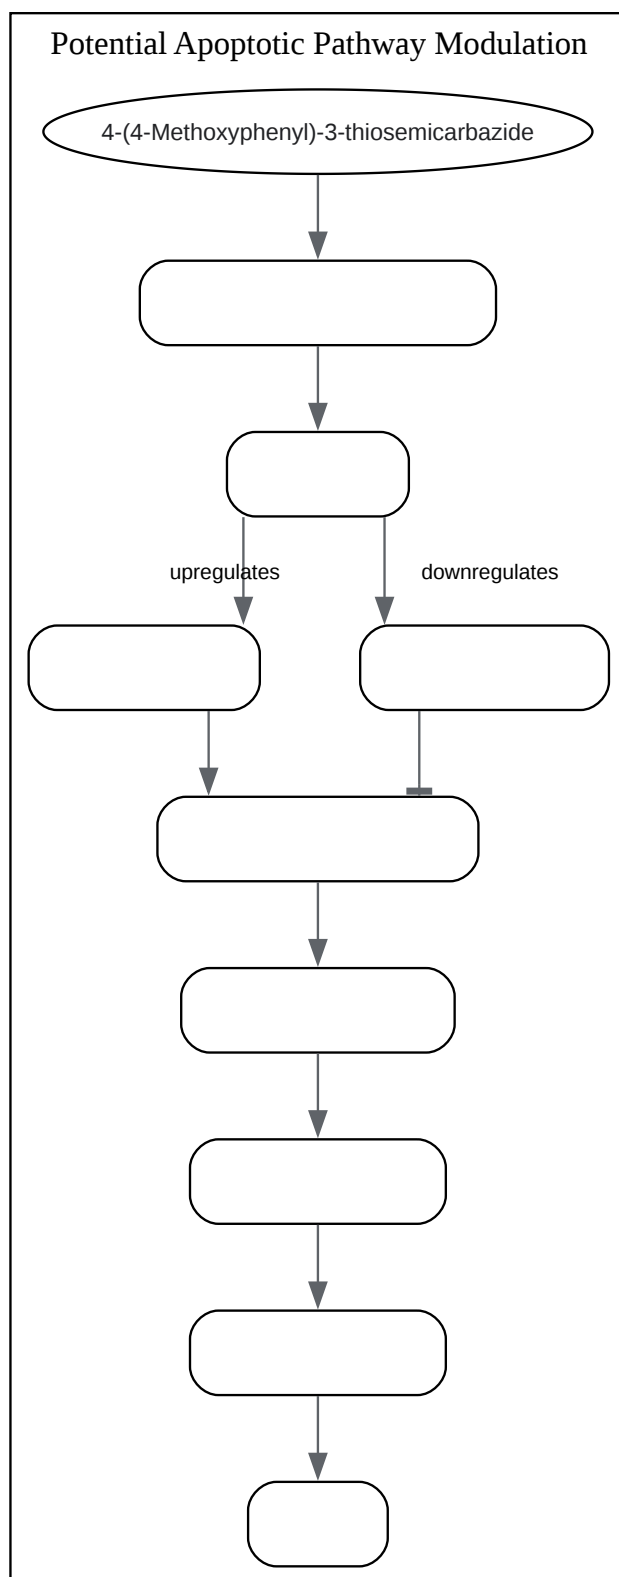 Potential Apoptotic Pathway Modulation
4-(4-Methoxyphenyl)-3-thiosemicarbazide
upregulates
downregulates